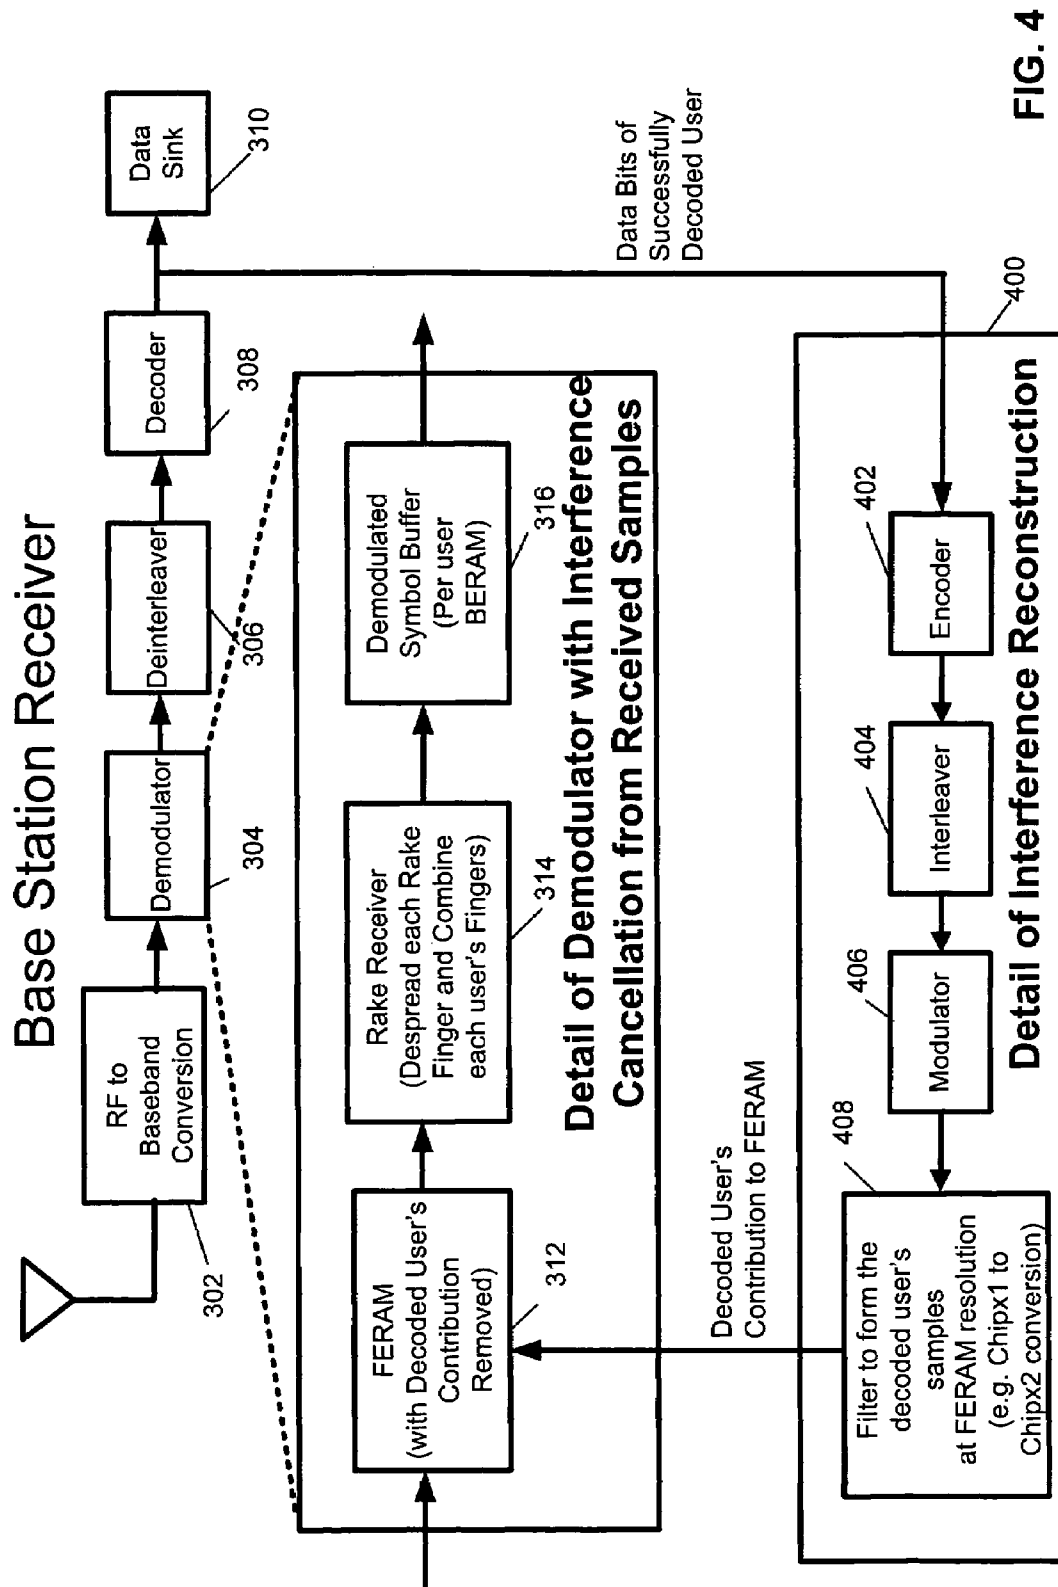 Base Station Receiver
RF to
Baseband
Conversion
302
Demodulator
304
Deinterleaver
306
Decoder
308
Data
Sink
310
FERAM
(with Decoded User's
Contribution
Removed)
312
Rake Receiver
(Despread each Rake
Finger and Combine
each user's Fingers)
314
Demodulated
Symbol Buffer
(Per user
BERAM)
316
Detail of Demodulator with Interference
Cancellation from Received Samples
Data Bits of
Successfully
Decoded User
Decoded User's
Contribution to FERAM
400
402
Encoder
404
Interleaver
406
Modulator
408
Filter to form the
decoded user's
samples
at FERAM resolution
(e.g. Chipx1 to
Chipx2 conversion)
Detail of Interference Reconstruction
FIG. 4